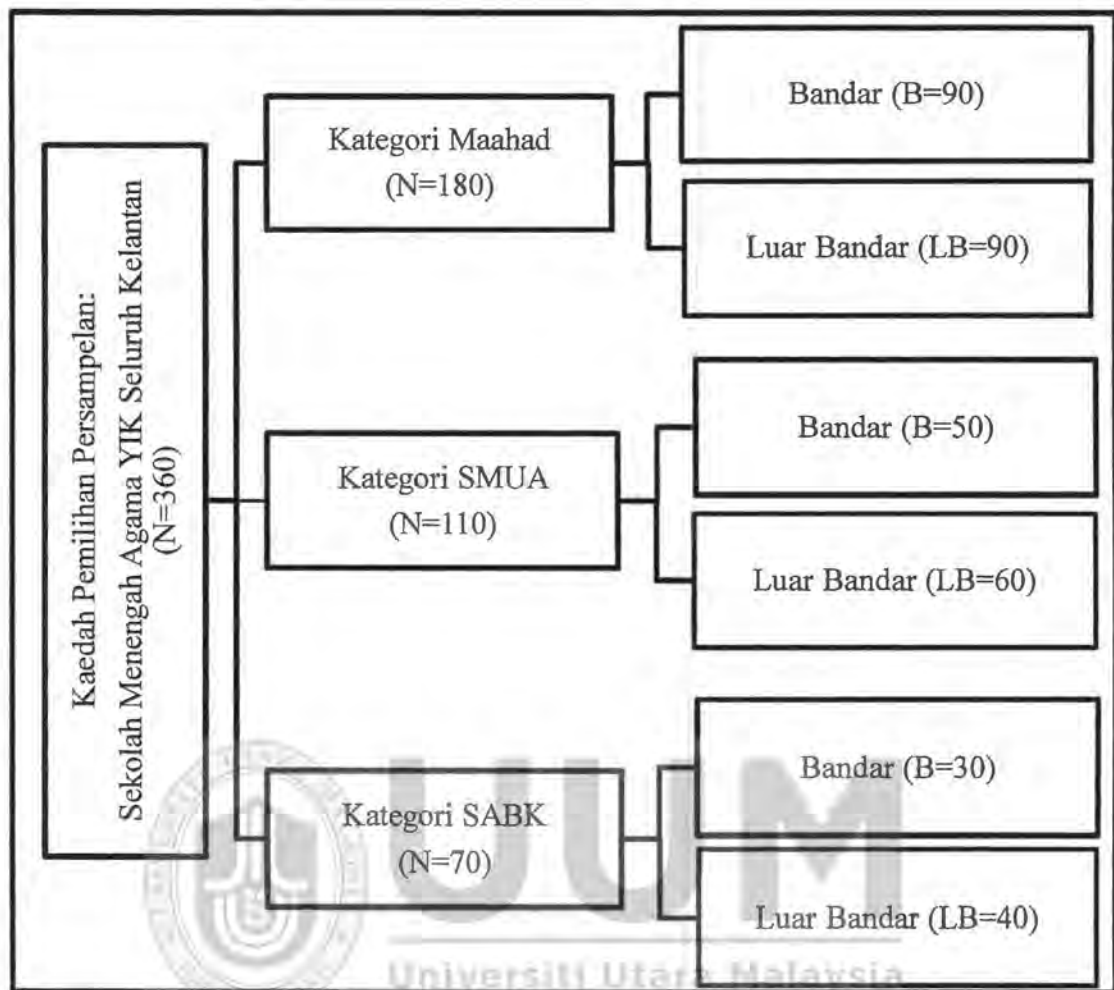 Kaedah Pemilihan Persampelan:
Sekolah Menengah Agama YIK Seluruh Kelantan
(N=360)
Kategori Maahad
(N=180)
Bandar (B=90)
Luar Bandar (LB=90)
Kategori SMUA
(N=110)
Bandar (B=50)
Luar Bandar (LB=60)
Kategori SABK
(N=70)
Bandar (B=30)
Luar Bandar (LB=40)
UUM
Universiti Utara Malaysia